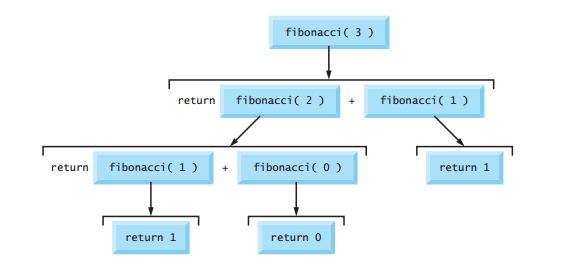 fibonacci( 3 )
return fibonacci( 2 ) + fibonacci( 1 )
return fibonacci( 1 ) + fibonacci( 0 )
return 1
return 1
return 0